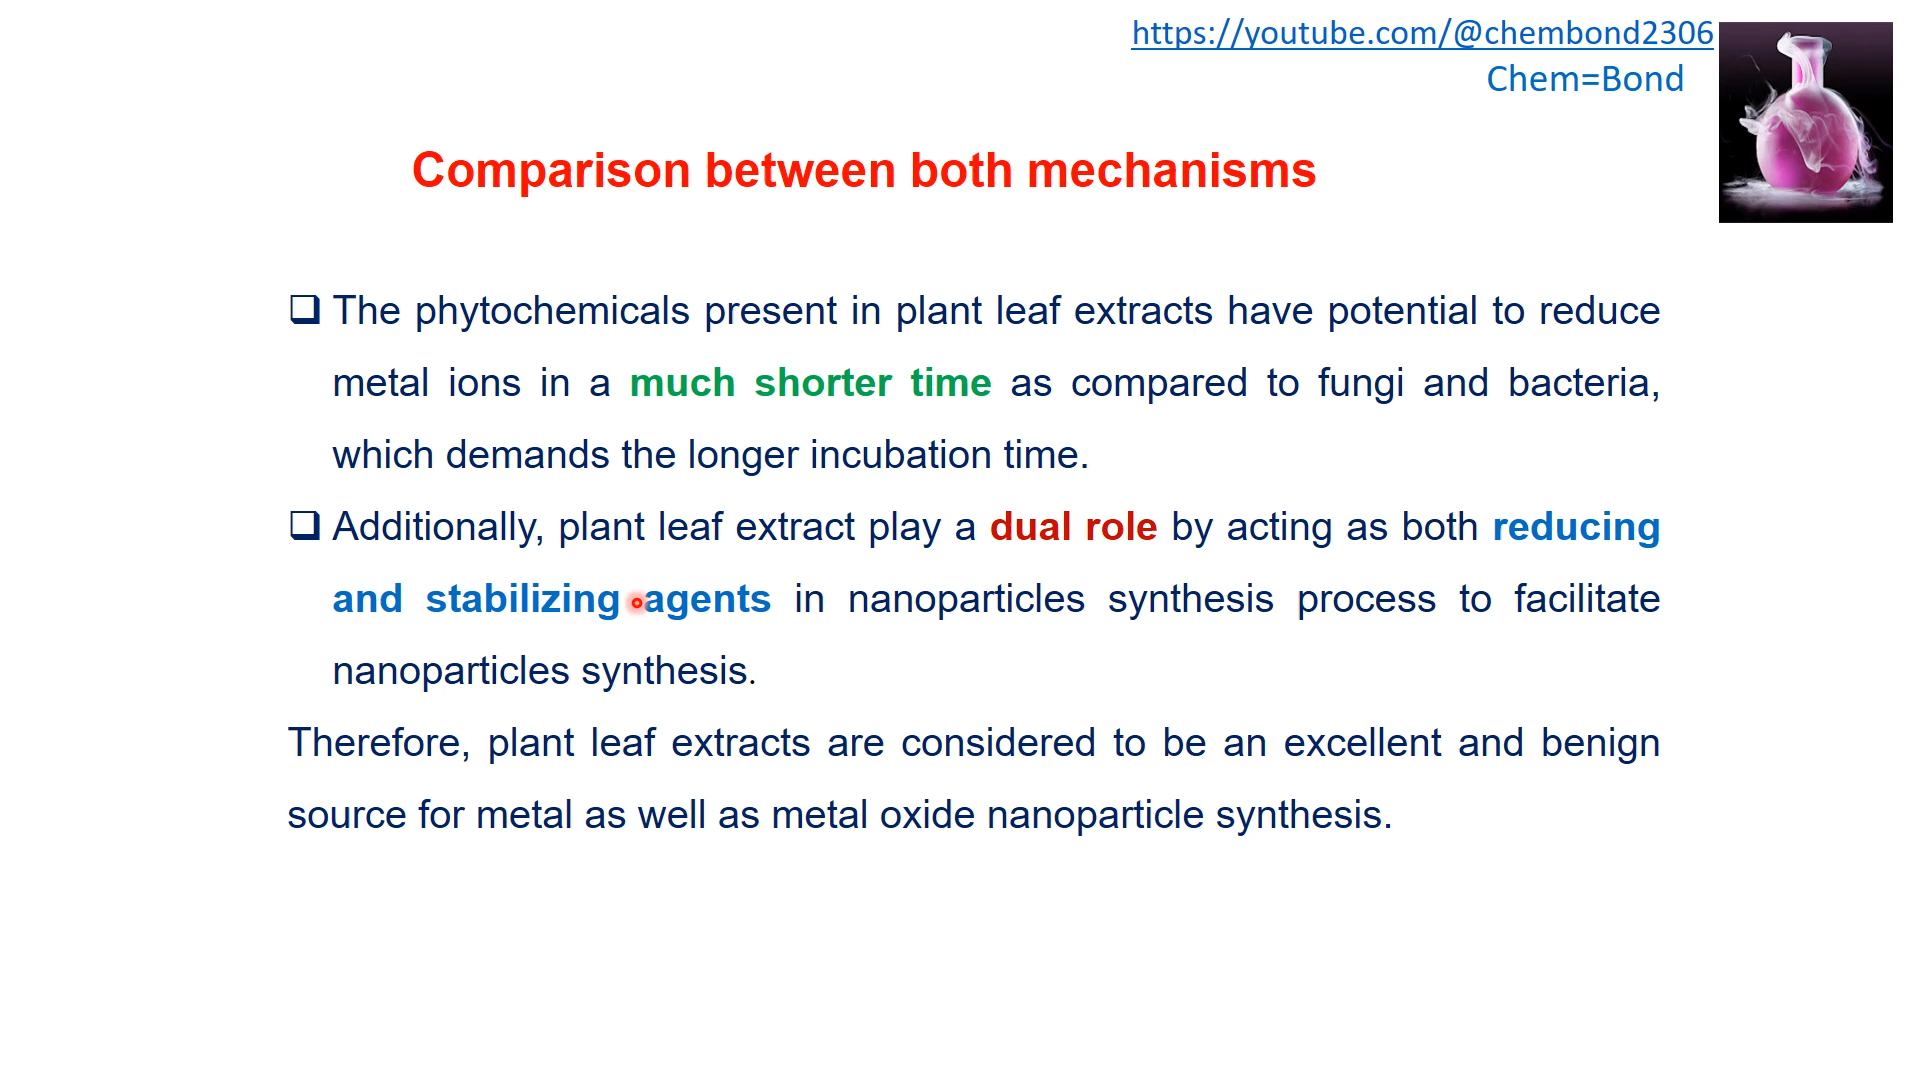 https://youtube.com/@chembond2306
Chem=Bond
Comparison between both mechanisms
❑ The phytochemicals present in plant leaf extracts have potential to reduce
metal ions in a much shorter time as compared to fungi and bacteria,
which demands the longer incubation time.
❑ Additionally, plant leaf extract play a dual role by acting as both reducing
and stabilizing agents in nanoparticles synthesis process to facilitate
nanoparticles synthesis.
Therefore, plant leaf extracts are considered to be an excellent and benign
source for metal as well as metal oxide nanoparticle synthesis.